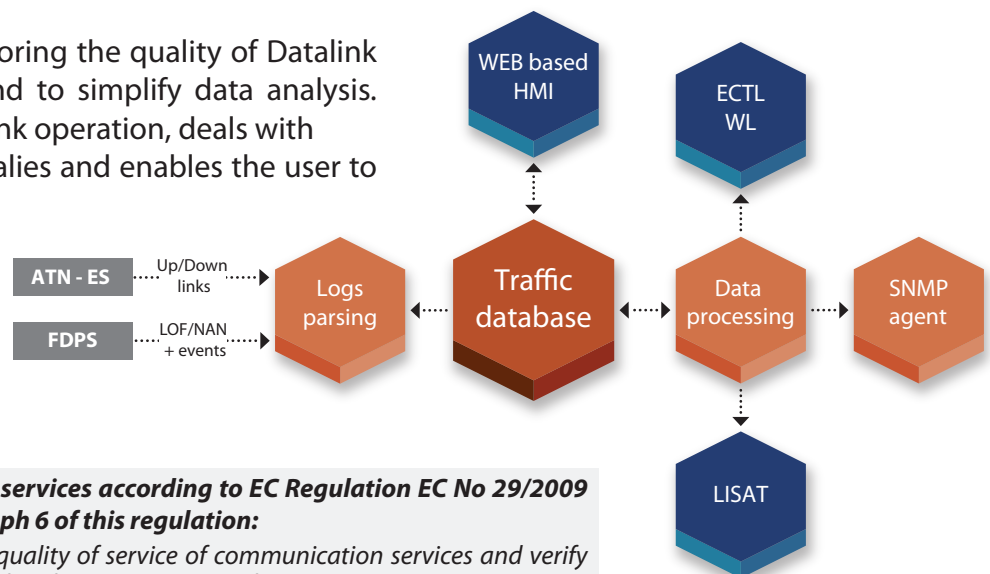 oring the quality of Datalink
nd to simplify data analysis.
nk operation, deals with
alies and enables the user to
WEB based
HMI
ECTL
WL
ATN - ES
Up/Down
links
FDPS
LOF/NAN
+ events
Logs
parsing
Traffic
database
Data
processing
SNMP
agent
LISAT
services according to EC Regulation EC No 29/2009
ph 6 of this regulation:
quality of service of communication services and verify